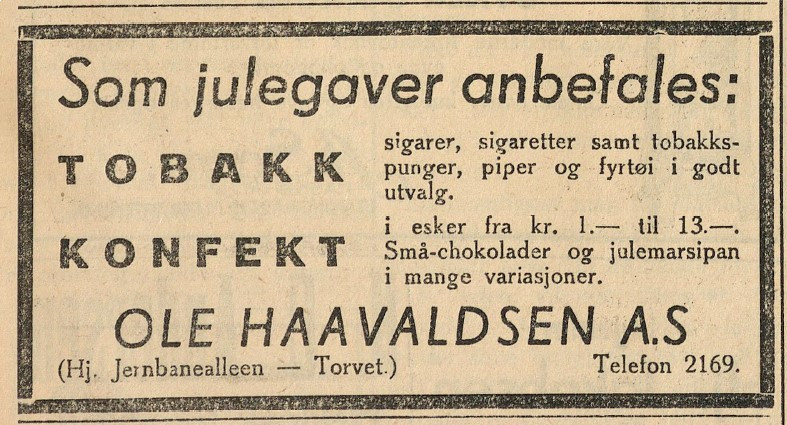 Som julegaver anbefales:
TOBAKK
sigarer, sigaretter samt tobakks-
punger, piper og fyrtøi i godt
utvalg.
KONFEKT
i esker fra kr. 1.— til 13.—.
Små-chokolader og julemarsipan
i mange variasjoner.
OLE HAAVALDSEN A.S
(Hj. Jernbanealleen — Torvet.) Telefon 2169.